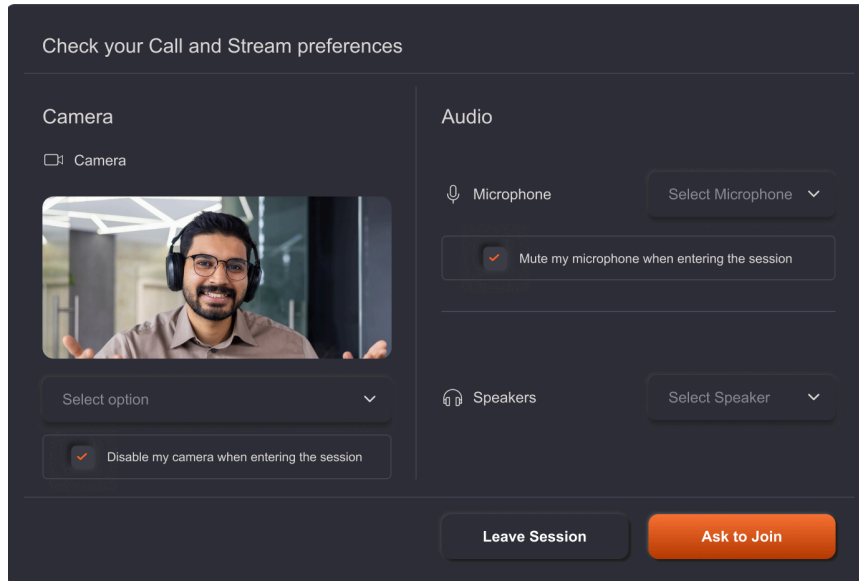 Check your Call and Stream preferences
Camera
Camera
Select option
Disable my camera when entering the session
Audio
Microphone
Select Microphone
Mute my microphone when entering the session
Speakers
Select Speaker
Leave Session
Ask to Join